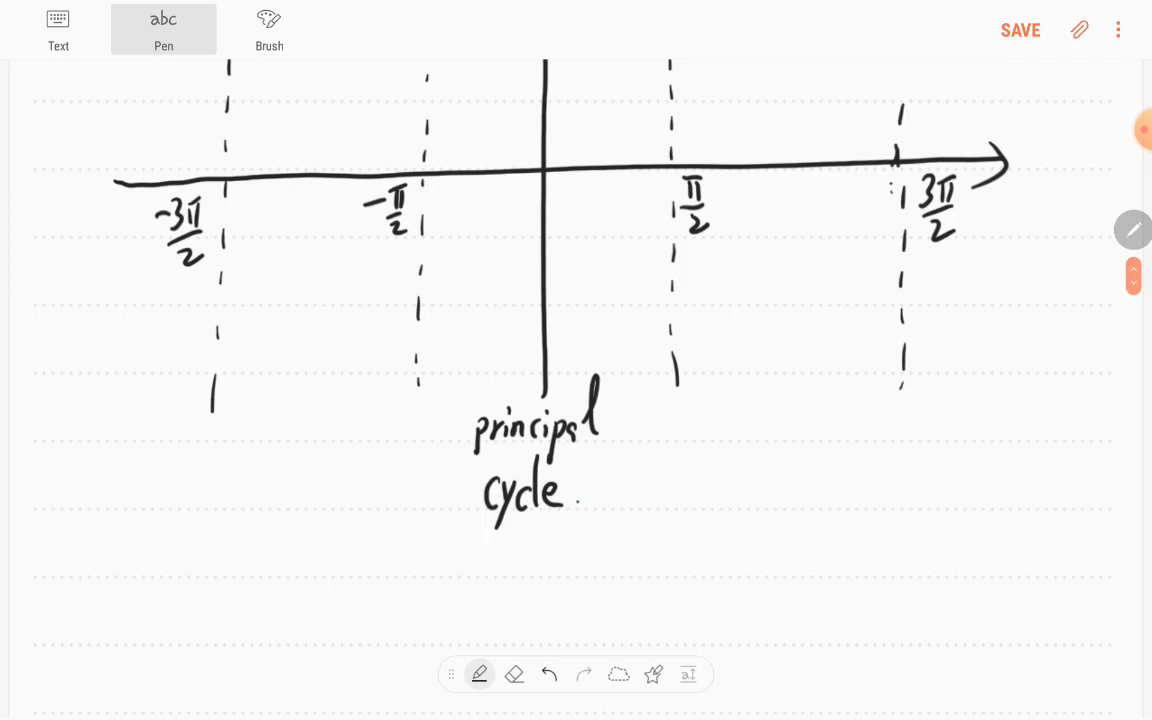 abc
Text Pen Brush SAVE
-3π/2 -π/2 π/2 3π/2
principal
cycle.
a